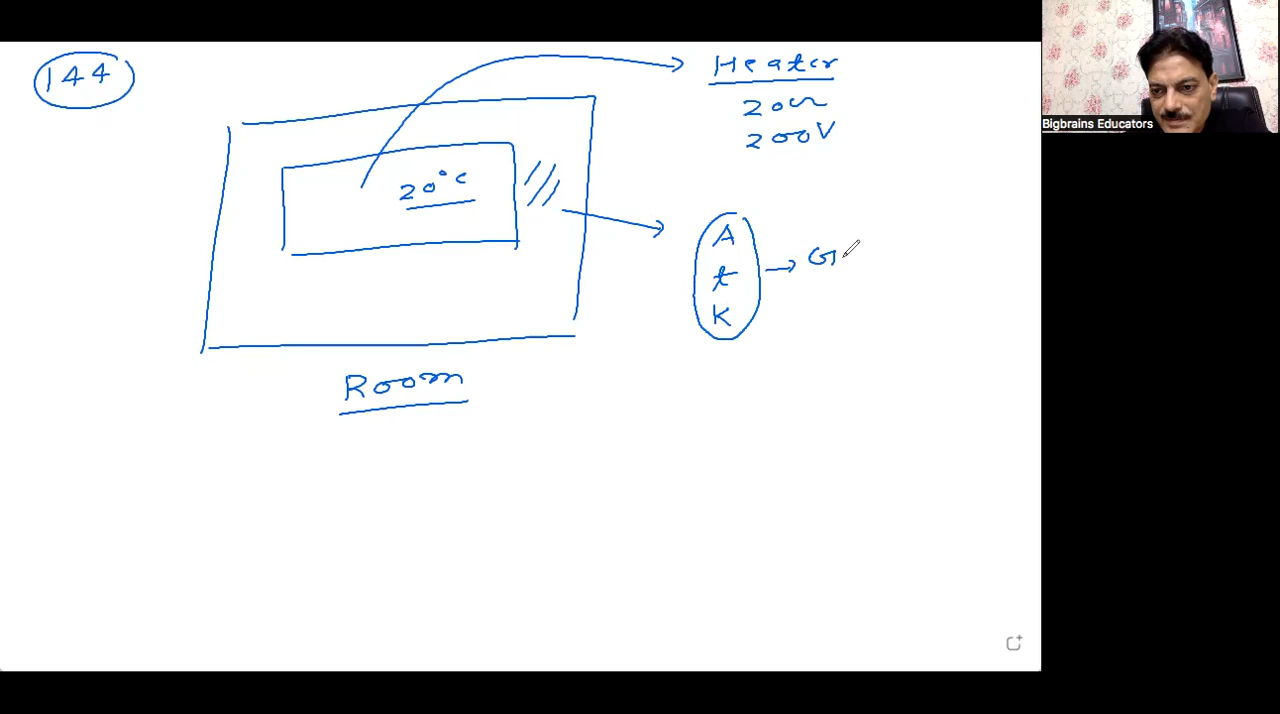 144
Heater
20Ω
200V
20°C
A
t
K
→ G
Room
Bigbrains Educators